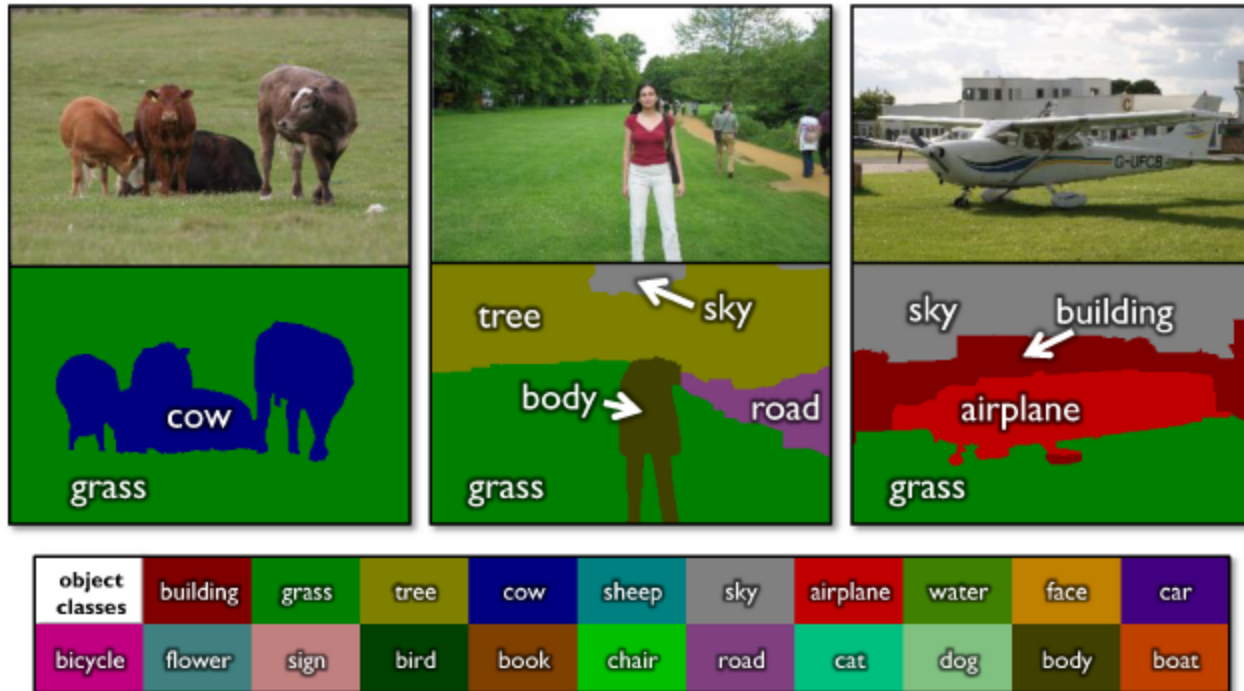 G-UFCB
sky
tree
sky
building
body
road
airplane
cow
grass
grass
grass
object classes building grass tree cow sheep sky airplane water face car
bicycle flower sign bird book chair road cat dog body boat